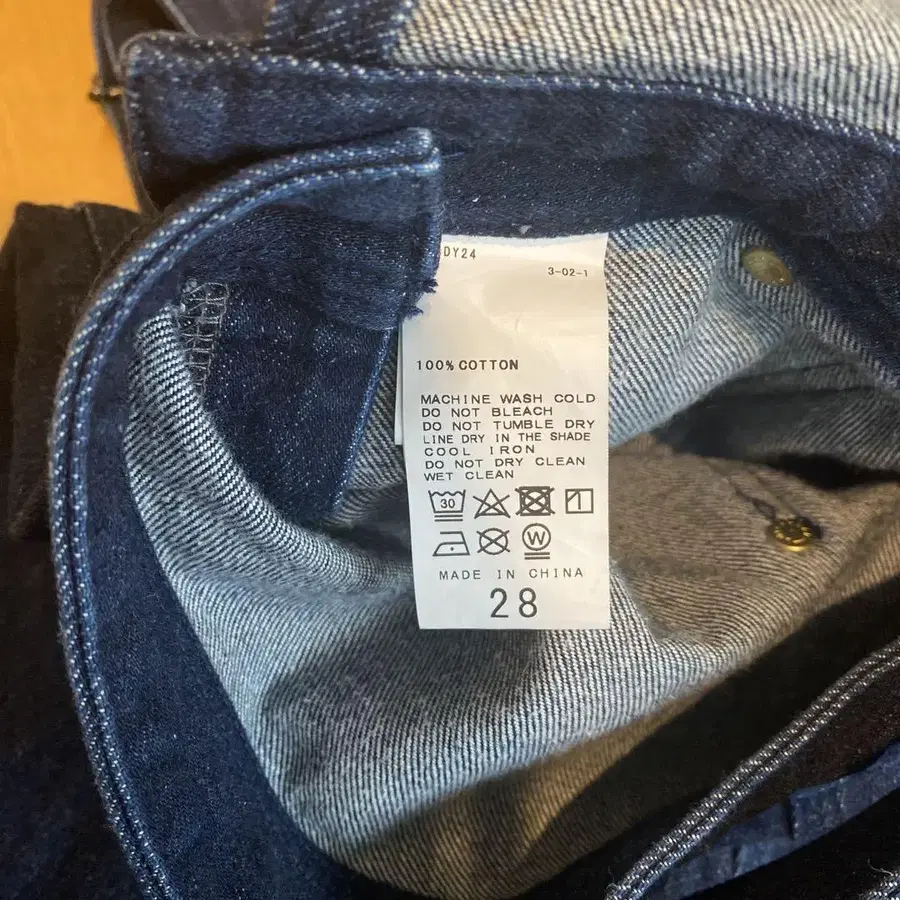 DY24
3-02-1
100% COTTON
MACHINE WASH COLD
DO NOT BLEACH
DO NOT TUMBLE DRY
LINE DRY IN THE SHADE
COOL IRON
DO NOT DRY CLEAN
WET CLEAN
30
W
MADE IN CHINA
28